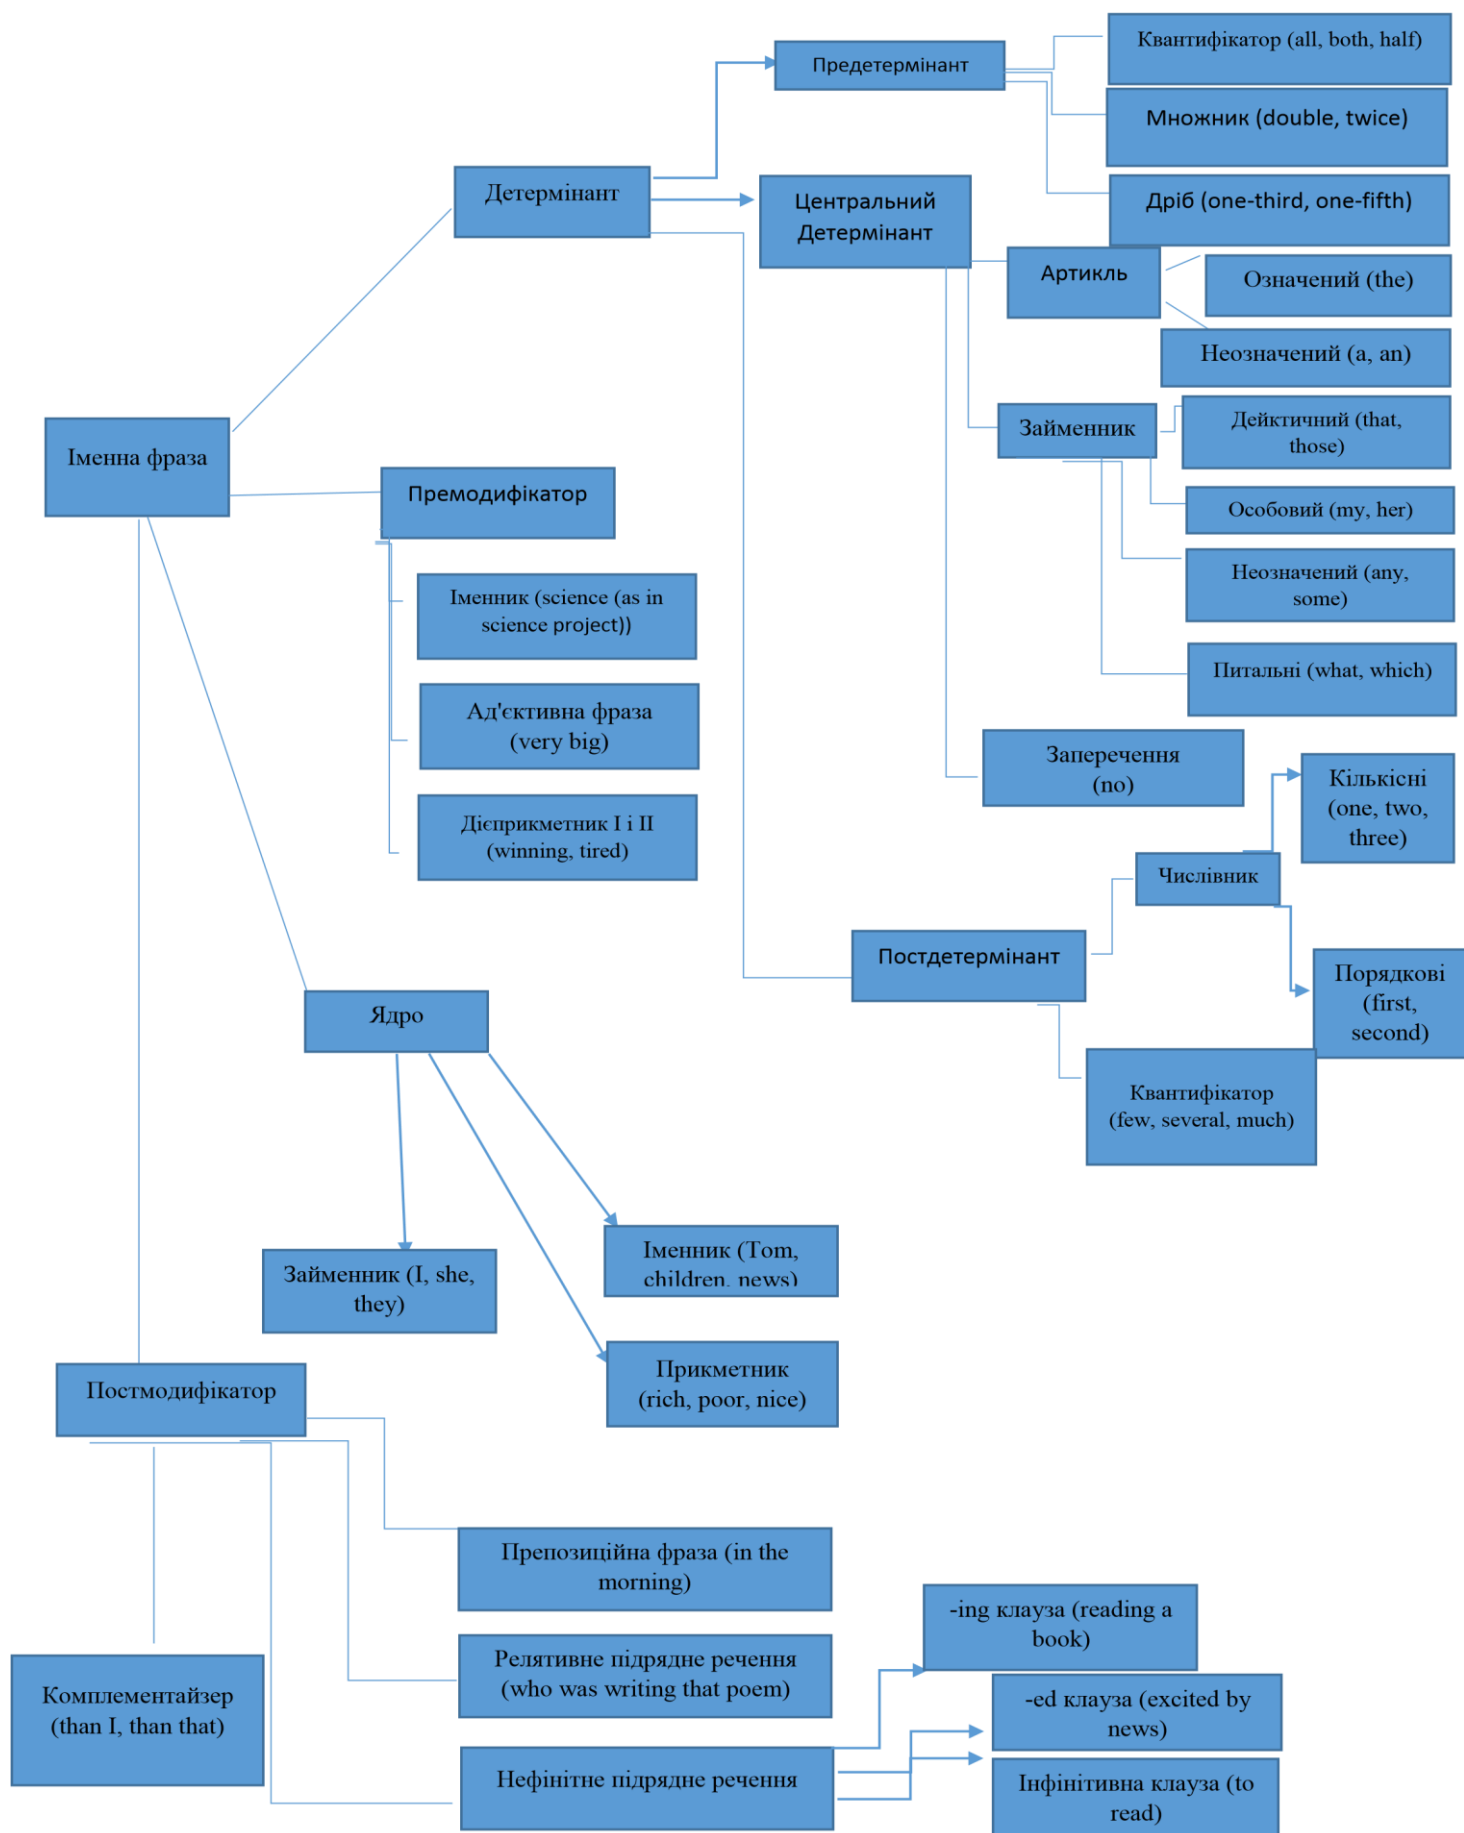 Квантифікатор (all, both, half)
Предетермінант
Множник (double, twice)
Детермінант
Центральний
Детермінант
Дріб (one-third, one-fifth)
Артикль
Означений (the)
Неозначений (a, an)
Іменна фраза
Займенник
Дейктичний (that,
those)
Премодифікатор
Особовий (my, her)
Іменник (science (as in
science project))
Неозначений (any,
some)
Питальні (what, which)
Ад'єктивна фраза
(very big)
Заперечення
(no)
Кількісні
(one, two,
three)
Дієприкметник I і II
(winning, tired)
Числівник
Постдетермінант
Порядкові
(first,
second)
Ядро
Квантифікатор
(few, several, much)
Займенник (I, she,
they)
Іменник (Tom,
children, news)
Прикметник
(rich, poor, nice)
Постмодифікатор
Препозиційна фраза (in the
morning)
-ing клауза (reading a
book)
Комплементайзер
(than I, than that)
Релятивне підрядне речення
(who was writing that poem)
-ed клауза (excited by
news)
Нефінітне підрядне речення
Інфінітивна клауза (to
read)